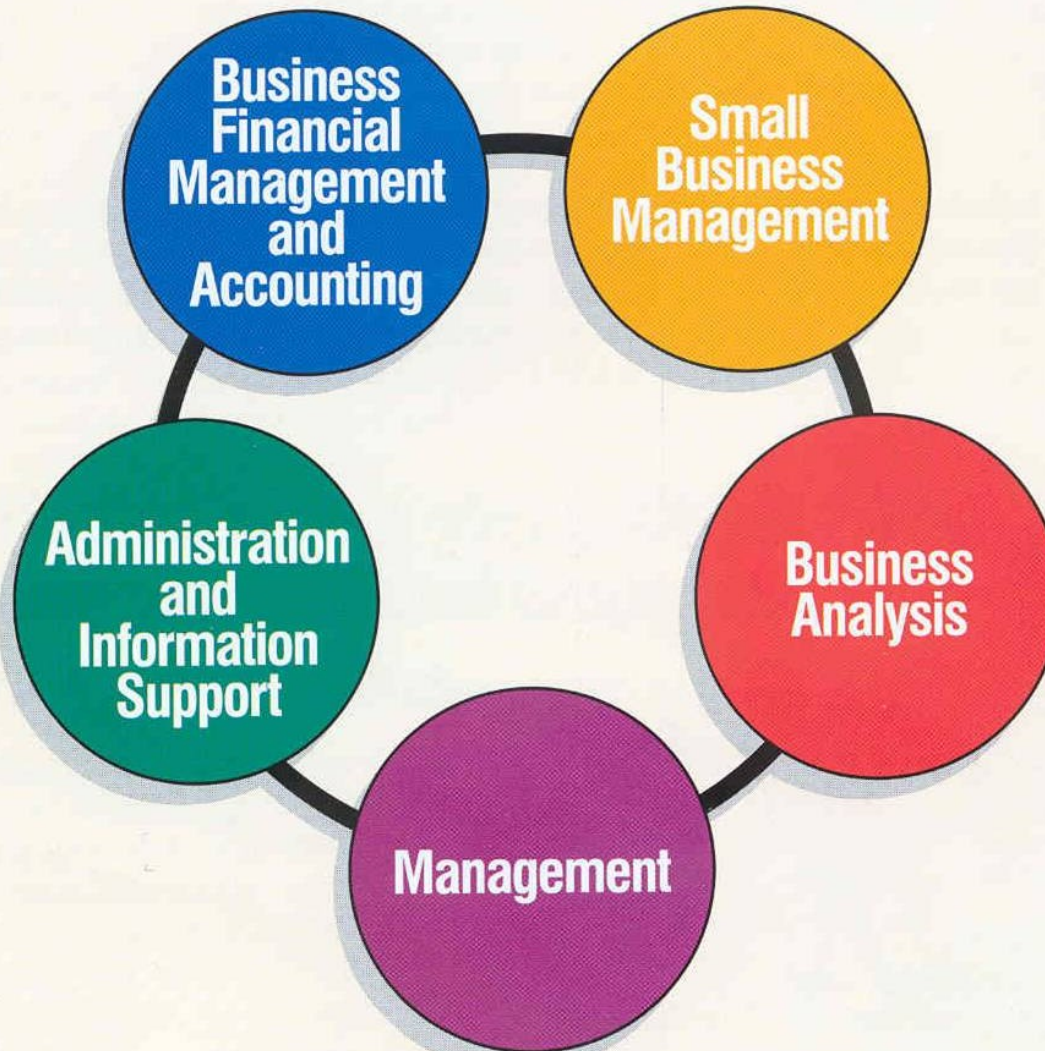 Business
Financial
Management
and
Accounting
Small
Business
Management
Administration
and
Information
Support
Business
Analysis
Management